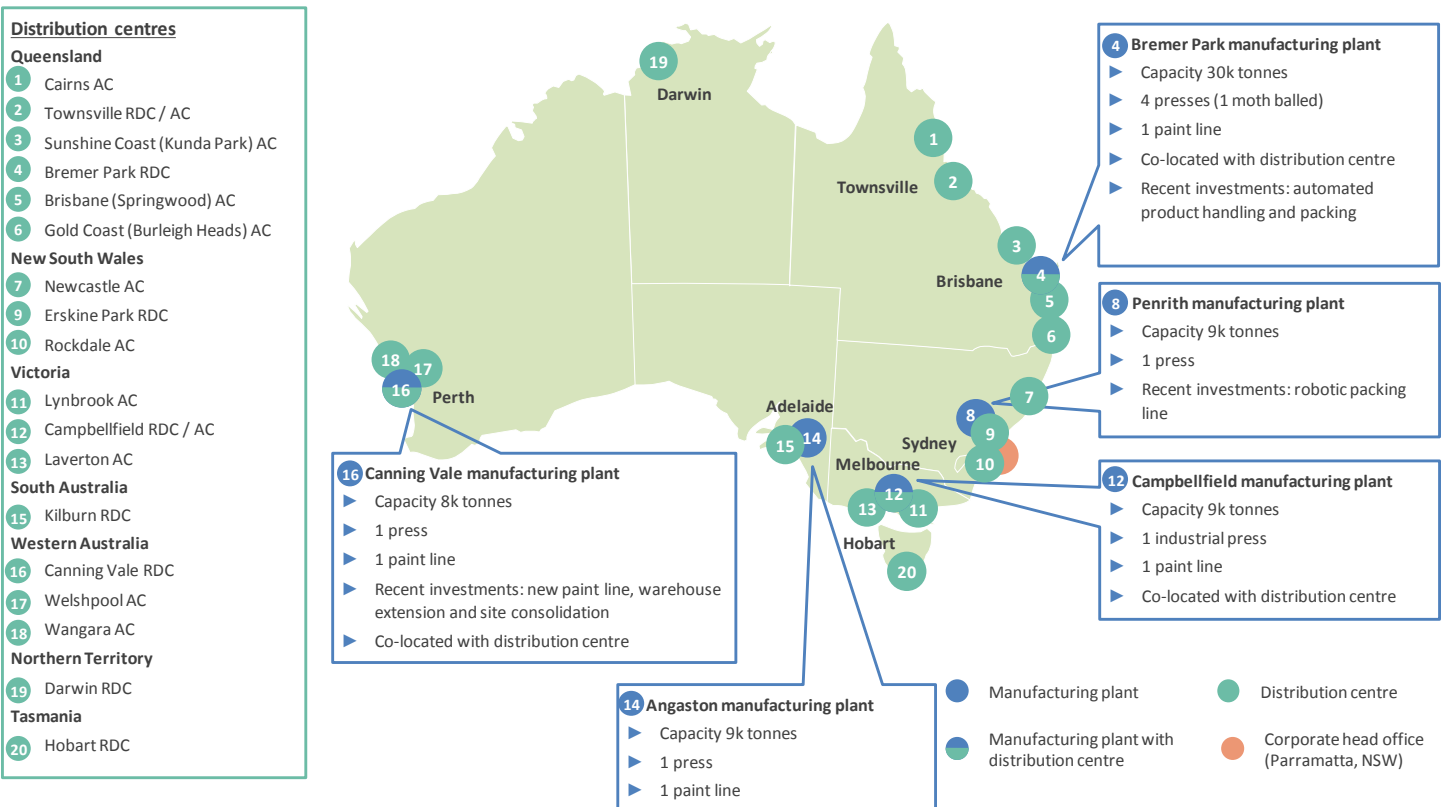 Distribution centres
Queensland
1 Cairns AC
2 Townsville RDC / AC
3 Sunshine Coast (Kunda Park) AC
4 Bremer Park RDC
5 Brisbane (Springwood) AC
6 Gold Coast (Burleigh Heads) AC
New South Wales
7 Newcastle AC
9 Erskine Park RDC
10 Rockdale AC
Victoria
11 Lynbrook AC
12 Campbellfield RDC / AC
13 Laverton AC
South Australia
15 Kilburn RDC
Western Australia
16 Canning Vale RDC
17 Welshpool AC
18 Wangara AC
Northern Territory
19 Darwin RDC
Tasmania
20 Hobart RDC
19
Darwin
1
Townsville 2
3
Brisbane 4
5
6
18 17
16 Perth
7
Adelaide
15 14
8
Sydney 9
10
Melbourne
13 12 11
Hobart
20
4 Bremer Park manufacturing plant
► Capacity 30k tonnes
► 4 presses (1 moth balled)
► 1 paint line
► Co-located with distribution centre
► Recent investments: automated
product handling and packing
8 Penrith manufacturing plant
► Capacity 9k tonnes
► 1 press
► Recent investments: robotic packing
line
12 Campbellfield manufacturing plant
► Capacity 9k tonnes
► 1 industrial press
► 1 paint line
► Co-located with distribution centre
16 Canning Vale manufacturing plant
► Capacity 8k tonnes
► 1 press
► 1 paint line
► Recent investments: new paint line, warehouse
extension and site consolidation
► Co-located with distribution centre
14 Angaston manufacturing plant
► Capacity 9k tonnes
► 1 press
► 1 paint line
Manufacturing plant
Distribution centre
Manufacturing plant with
distribution centre
Corporate head office
(Parramatta, NSW)